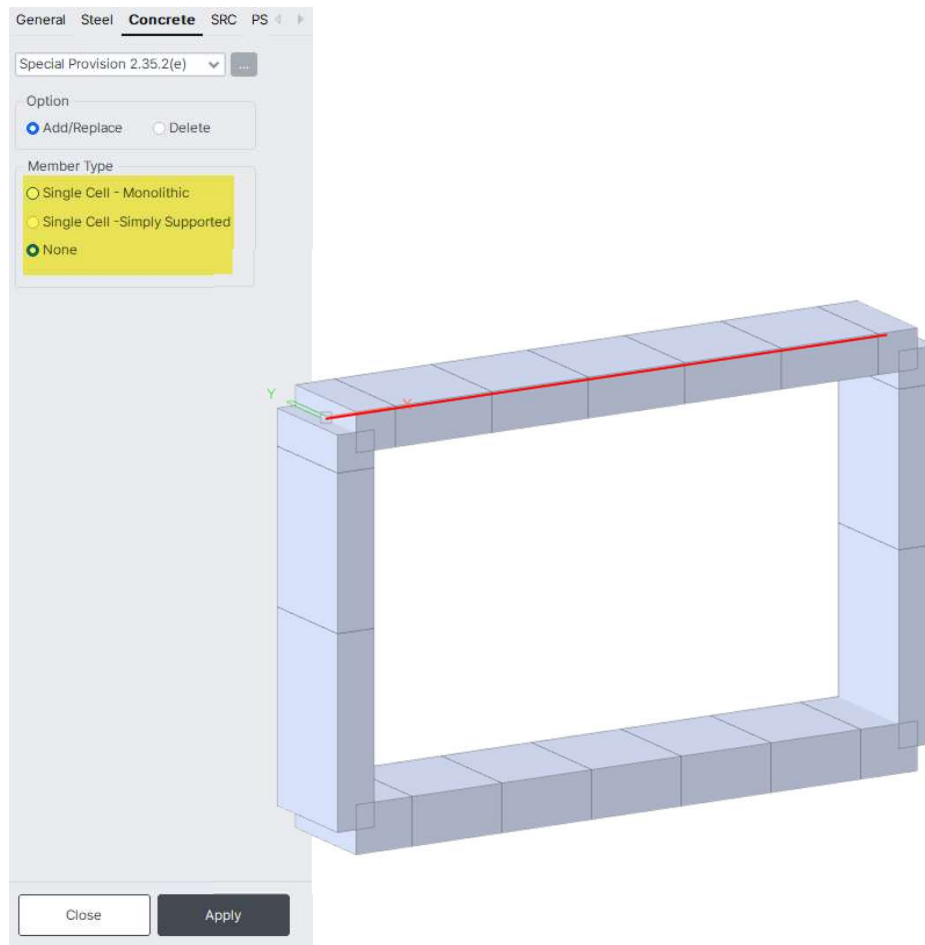 General Steel Concrete SRC PS
Special Provision 2.35.2(e)
...
Option
Add/Replace Delete
Member Type
Single Cell - Monolithic
Single Cell -Simply Supported
None
Y
X
Close Apply